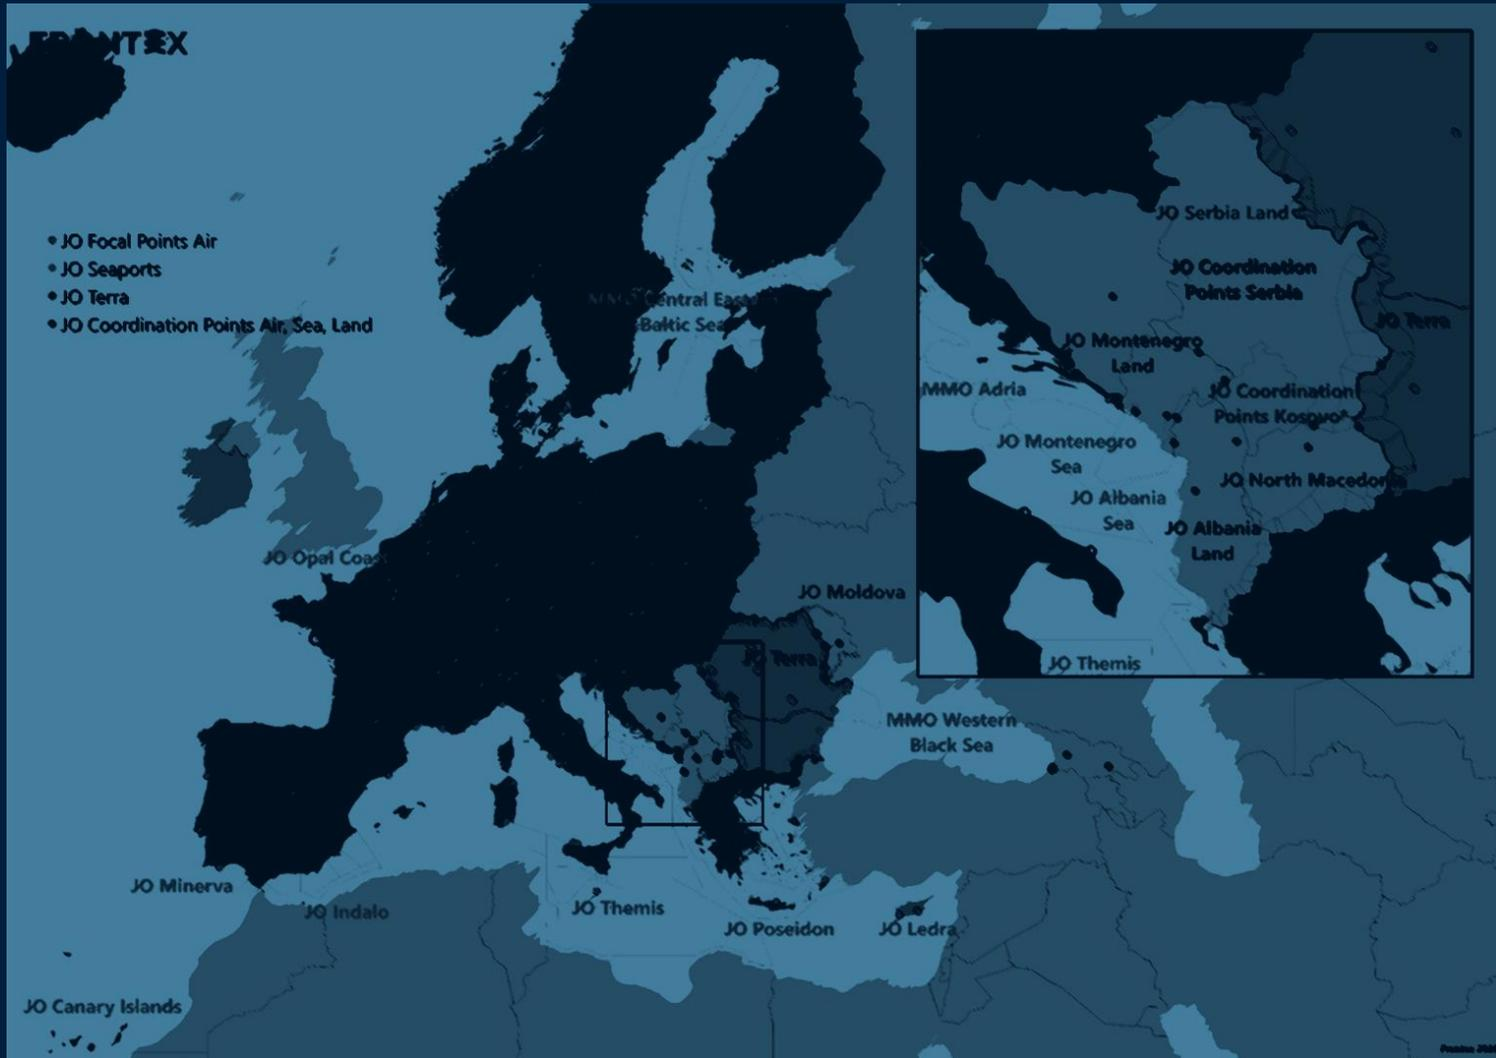 FRONTEX
JO Focal Points Air
JO Seaports
JO Terra
JO Coordination Points Air, Sea, Land
MMO Central East
Baltic Sea
JO Opal Coast
JO Moldova
JO Terra
MMO Western
Black Sea
JO Minerva
JO Indalo
JO Themis
JO Poseidon
JO Ledra
JO Canary Islands
JO Serbia Land
JO Coordination
Points Serbia
JO Terra
JO Montenegro
Land
MMO Adria
JO Coordination
Points Kosovo*
JO Montenegro
Sea
JO North Macedonia
JO Albania
Sea
JO Albania
Land
JO Themis